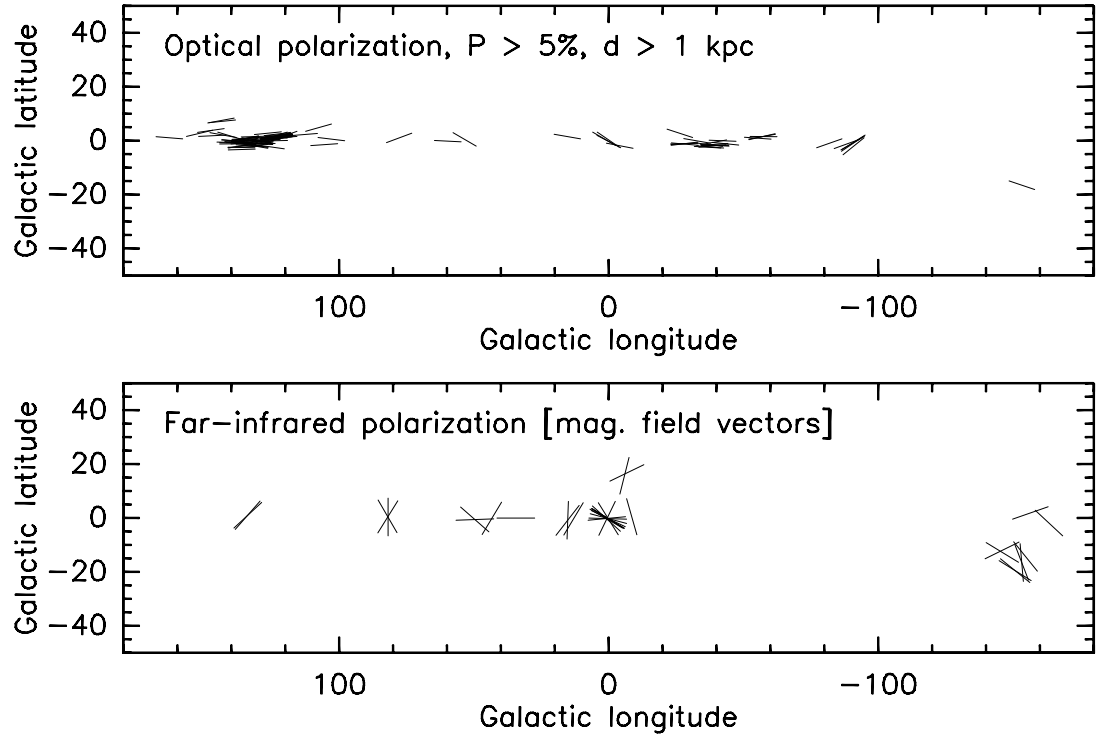 Galactic latitude
40
20
0
−20
−40
Optical polarization, P > 5%, d > 1 kpc
100 0 −100
Galactic longitude
Galactic latitude
40
20
0
−20
−40
Far−infrared polarization [mag. field vectors]
100 0 −100
Galactic longitude